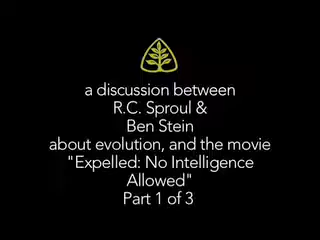 a discussion between
R.C. Sproul &
Ben Stein
about evolution, and the movie
"Expelled: No Intelligence
Allowed"
Part 1 of 3